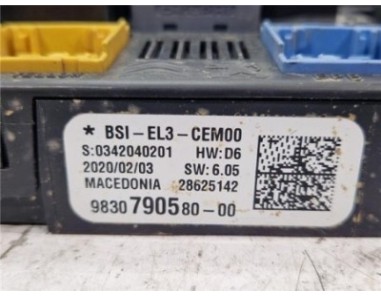 * BSI-EL3-CEM00
S:0342040201 HW:D6
2020/02/03 SW: 6.05
MACEDONIA 28625142
9830790580-00